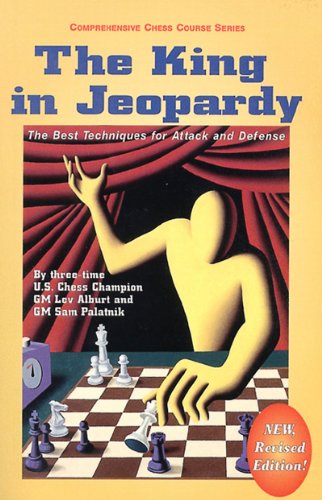 COMPREHENSIVE CHESS COURSE SERIES
The King
in Jeopardy
The Best Techniques for Attack and Defense
By three-time
U.S. Chess Champion
GM Lev Alburt and
GM Sam Palatnik
NEW,
Revised
Edition!